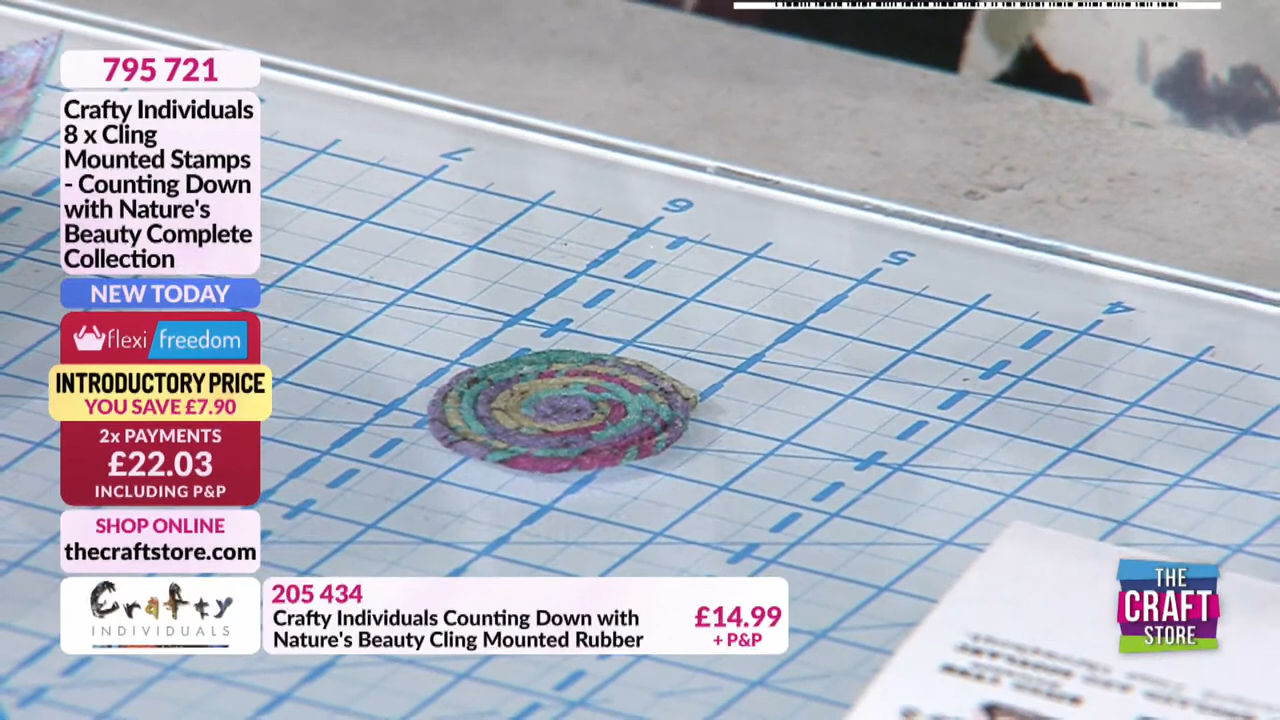 795 721
Crafty Individuals
8 x Cling
Mounted Stamps
- Counting Down
with Nature's
Beauty Complete
Collection
NEW TODAY
flexi freedom
INTRODUCTORY PRICE
YOU SAVE £7.90
2x PAYMENTS
£22.03
INCLUDING P&P
SHOP ONLINE
thecraftstore.com
Crafty
INDIVIDUALS
205 434
Crafty Individuals Counting Down with
Nature's Beauty Cling Mounted Rubber
£14.99
+ P&P
7
6
5
4
THE
CRAFT
STORE